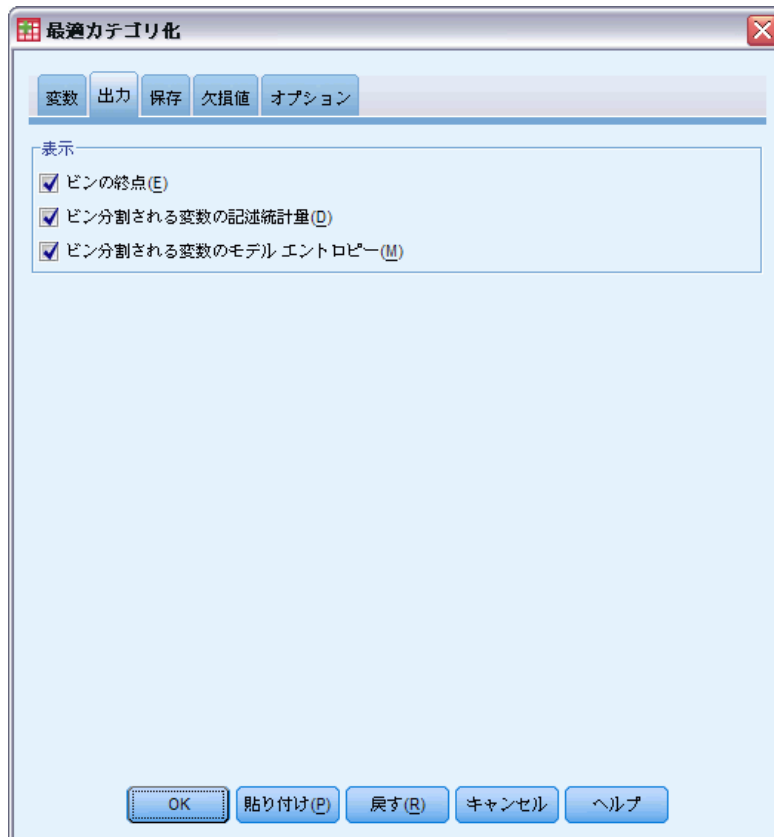 最適カテゴリ化
変数 出力 保存 欠損値 オプション
表示
ビンの終点(E)
ビン分割される変数の記述統計量(D)
ビン分割される変数のモデル エントロピー(M)
OK 貼り付け(P) 戻す(R) キャンセル ヘルプ